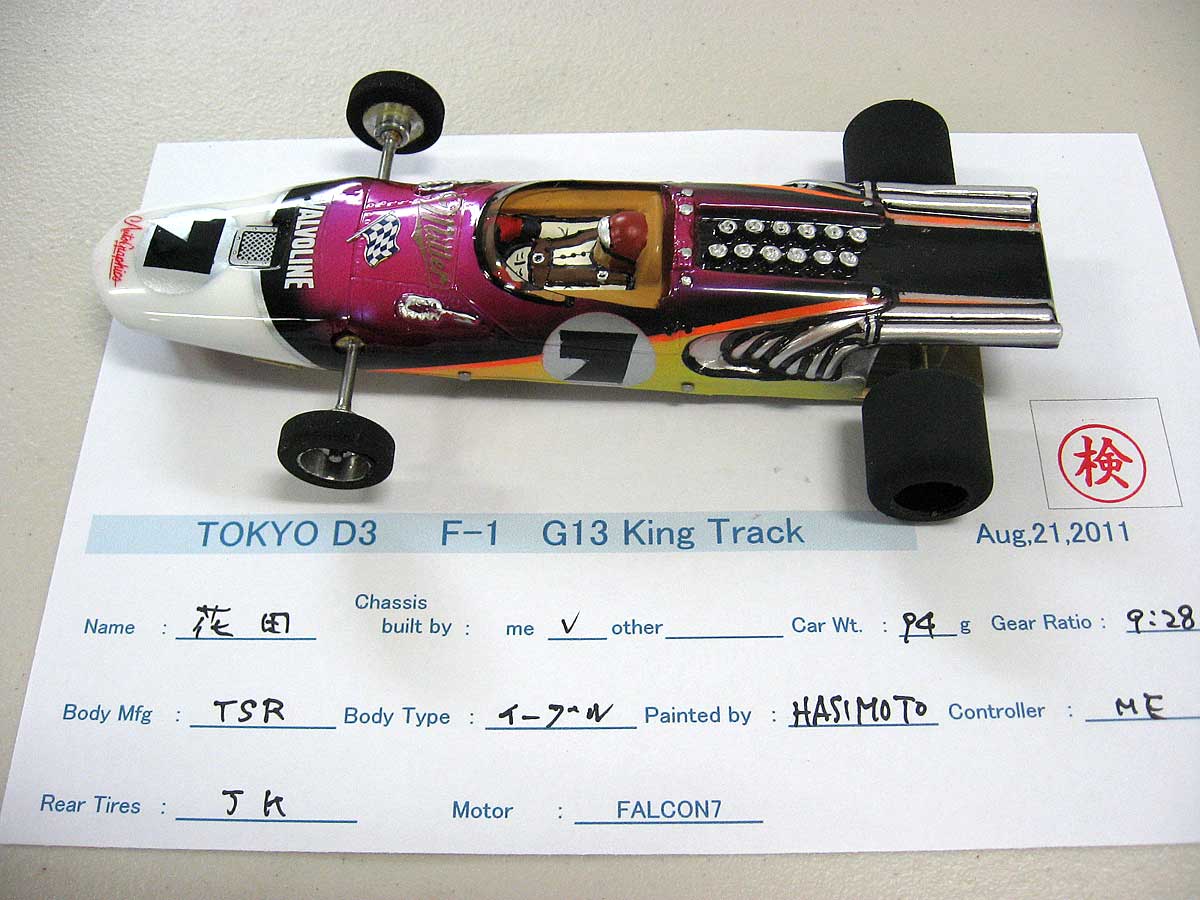 AutoGraphics
7
VALVOLINE
Miller
7
検
TOKYO D3 F-1 G13 King Track Aug,21,2011
Name : 花田 Chassis built by : me ✓ other Car Wt. : 94 g Gear Ratio : 9:28
Body Mfg : TSR Body Type : イーグル Painted by : HASIMOTO Controller : ME
Rear Tires : JK Motor : FALCON7